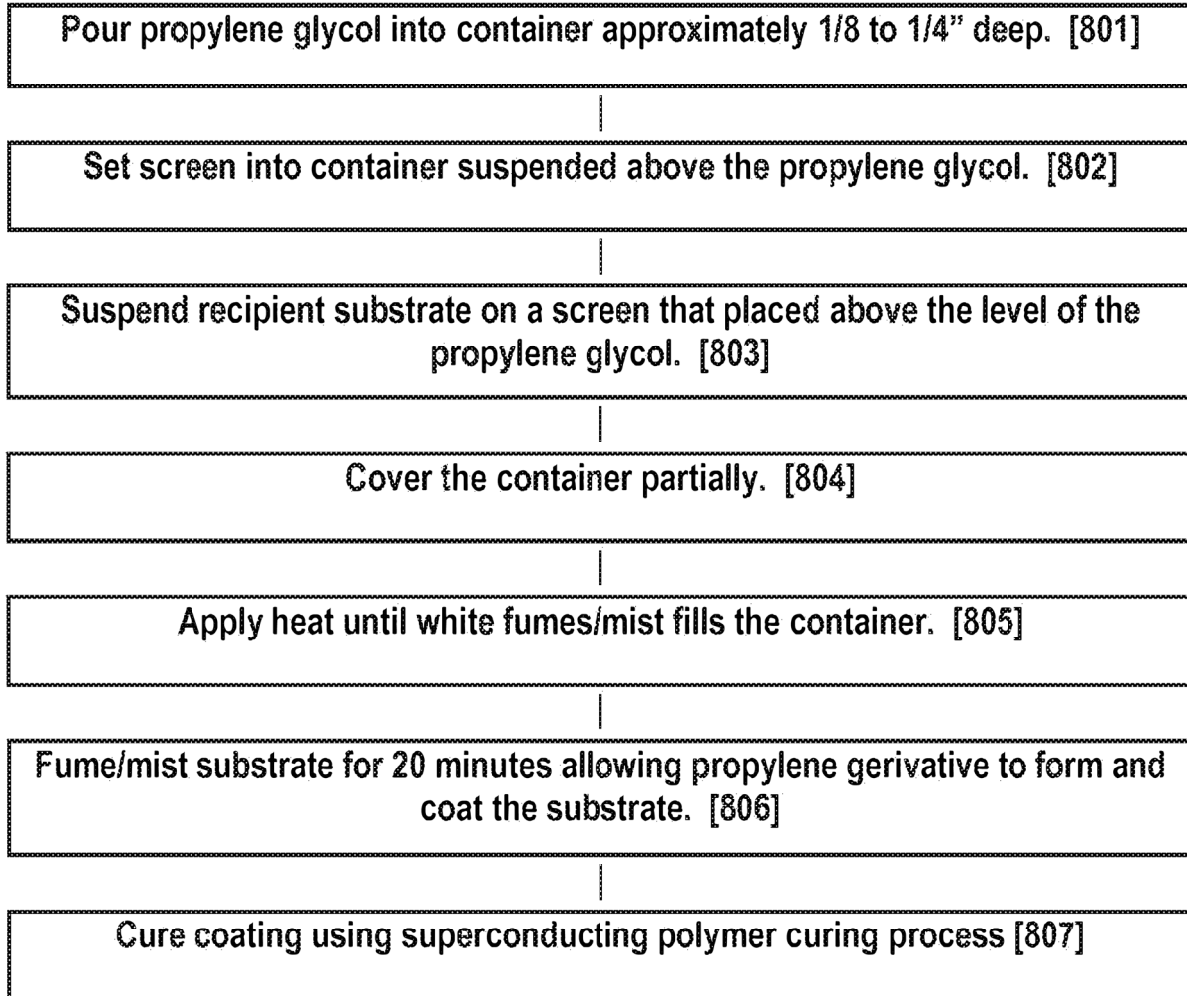 Pour propylene glycol into container approximately 1/8 to 1/4” deep. [801]
Set screen into container suspended above the propylene glycol. [802]
Suspend recipient substrate on a screen that placed above the level of the
propylene glycol. [803]
Cover the container partially. [804]
Apply heat until white fumes/mist fills the container. [805]
Fume/mist substrate for 20 minutes allowing propylene gerivative to form and
coat the substrate. [806]
Cure coating using superconducting polymer curing process [807]